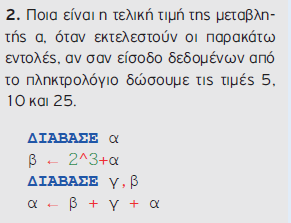 2. Ποια είναι η τελική τιμή της μεταβλη-
τής α, όταν εκτελεστούν οι παρακάτω
εντολές, αν σαν είσοδο δεδομένων από
το πληκτρολόγιο δώσουμε τις τιμές 5,
10 και 25.
ΔΙΑΒΑΣΕ α
β ← 2^3+α
ΔΙΑΒΑΣΕ γ,β
α ← β + γ + α